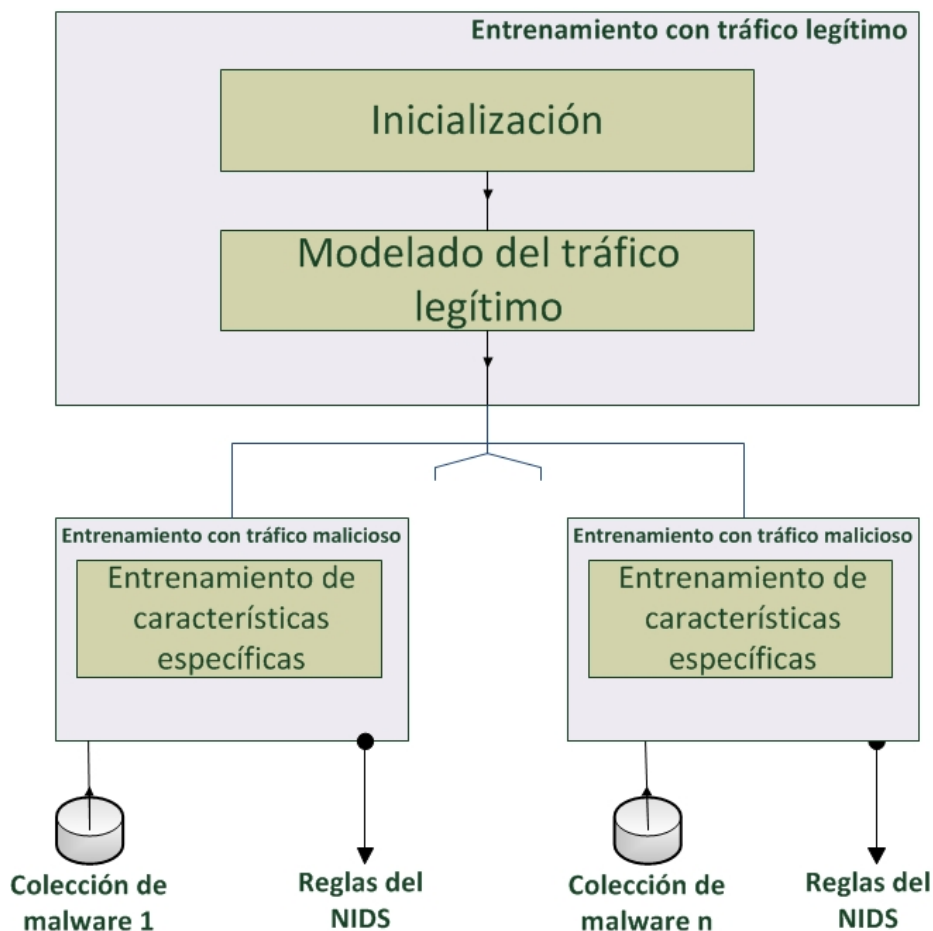 Entrenamiento con tráfico legítimo
Inicialización
Modelado del tráfico
legítimo
Entrenamiento con tráfico malicioso
Entrenamiento de
características
específicas
Entrenamiento con tráfico malicioso
Entrenamiento de
características
específicas
Colección de
malware 1
Reglas del
NIDS
Colección de
malware n
Reglas del
NIDS